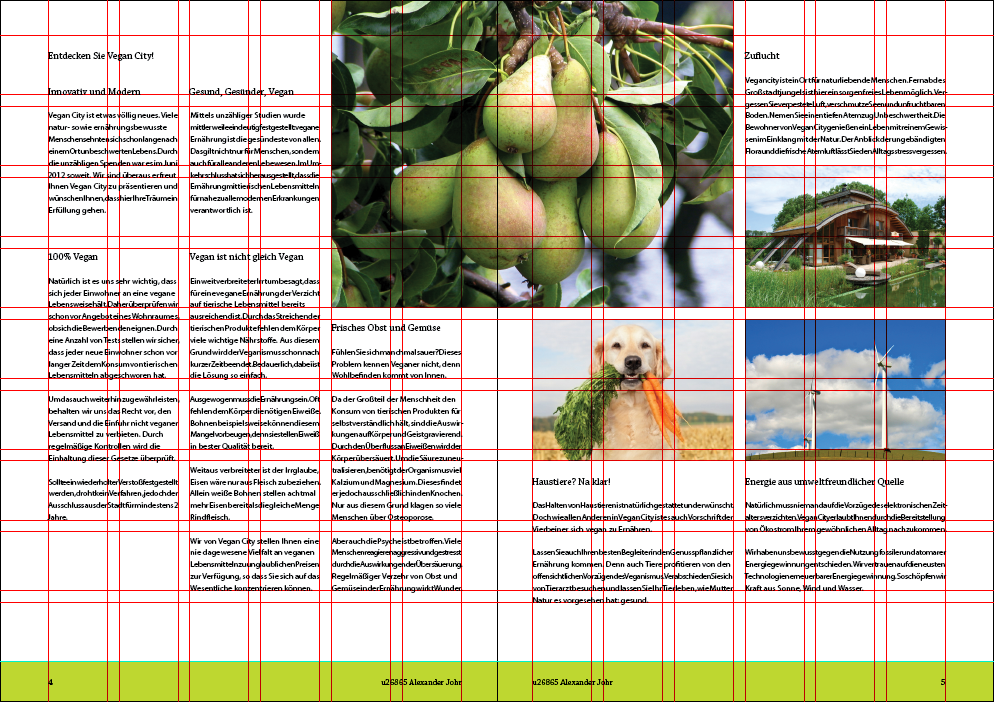 Entdecken Sie Vegan City!
Innovativ und Modern
Vegan City ist etwas völlig neues. Viele
natur- sowie ernährungsbewusste
Menschen sehnten sich schon lange nach
einem Ort unbeschwerten Lebens. Durch
die unzähligen Spenden war es im Juni
2012 soweit. Wir sind überaus erfreut
Ihnen Vegan City zu präsentieren und
wünschen Ihnen, dass hier Ihre Träume in
Erfüllung gehen.
100% Vegan
Natürlich ist es uns sehr wichtig, dass
sich jeder Einwohner an eine vegane
Lebensweise hält. Daher überprüfen wir
schon vor Angebot eines Wohnraumes
ob sich die Bewerber denn eignen. Durch
eine Anzahl von Tests stellen wir sicher,
dass jeder neue Einwohner schon vor
langer Zeit dem Konsum von tierischen
Lebensmitteln abgeschworen hat.
Um das auch weiterhin zu gewährleisten,
behalten wir uns das Recht vor, den
Versand und die Einfuhr nicht veganer
Lebensmittel zu verbieten. Durch
regelmäßige Kontrollen wird die
Einhaltung dieser Gesetze überprüft.
Sollte ein wiederholter Verstoß festgestellt
werden, droht kein Verfahren, jedoch der
Ausschluss aus der Stadt für mindestens 2
Jahre.
Gesund, Gesünder, Vegan
Mittels unzähliger Studien wurde
mittlerweile eindeutig festgestellt: vegane
Ernährung ist die gesündeste von allen.
Das gilt nicht nur für Menschen, sondern
auch für alle anderen Lebewesen. Im Um-
kehrschluss hat sich herausgestellt, dass die
Ernährung mit tierischen Lebensmitteln
für nahezu alle modernen Erkrankungen
verantwortlich ist.
Vegan ist nicht gleich Vegan
Ein weit verbreiteter Irrtum besagt, dass
für eine vegane Ernährung der Verzicht
auf tierische Lebensmittel bereits
ausreichend ist. Durch das Streichen der
tierischen Produkte fehlen dem Körper
viele wichtige Nährstoffe. Aus diesem
Grund wird der Veganismus schon nach
kurzer Zeit beendet. Bedauerlich, dabei ist
die Lösung so einfach.
Ausgewogen muss die Ernährung sein. Oft
fehlen dem Körper die nötigen Eiweiße.
Bohnen beispielsweise können diesem
Mangel vorbeugen, denn sie stellen Eiweiß
in bester Qualität bereit.
Weitaus verbreiteter ist der Irrglaube,
Eisen wäre nur aus Fleisch zu beziehen.
Allein weiße Bohnen stellen achtmal
mehr Eisen bereit als die gleiche Menge
Rindfleisch.
Wir von Vegan City stellen Ihnen eine
nie dagewesene Vielfalt an veganen
Lebensmitteln zu unglaublichen Preisen
zur Verfügung, so dass Sie sich auf das
Wesentliche konzentrieren können.
Frisches Obst und Gemüse
Fühlen Sie sich manchmal sauer? Dieses
Problem kennen Veganer nicht, denn
Wohlbefinden kommt von Innen.
Da der Großteil der Menschheit den
Konsum von tierischen Produkten für
selbstverständlich hält, sind die Auswir-
kungen auf Körper und Geist gravierend.
Durch den Überfluss an Eiweißen wird der
Körper übersäuert. Um die Säure zu neu-
tralisieren, benötigt der Organismus viel
Kalzium und Magnesium. Dieses findet
er jedoch ausschließlich in den Knochen.
Nur aus diesem Grund klagen so viele
Menschen über Osteoporose.
Aber auch die Psyche ist betroffen. Viele
Menschen reagieren aggressiv und gestresst
durch die Auswirkungen der Übersäuerung.
Regelmäßiger Verzehr von Obst und
Gemüse in der Ernährung wirkt Wunder.
Haustiere? Na klar!
Das Halten von Haustieren ist natürlich gestattet und erwünscht.
Doch wie allen Anderen in Vegan City ist es auch Vorschrift der
Vierbeiner sich vegan zu Ernähren.
Lassen Sie auch Ihren besten Begleiter in den Genuss pflanzlicher
Ernährung kommen. Denn auch Tiere profitieren von den
offensichtlichen Vorzügen des Veganismus. Verabschieden Sie sich
von Tierarztbesuchen und lassen Sie Ihr Tier leben, wie Mutter
Natur es vorgesehen hat: gesund.
Zuflucht
Vegan city ist ein Ort für naturliebende Menschen. Fernab des
Großstadtjungels ist hier ein sorgenfreies Leben möglich. Ver-
gessen Sie verpestete Luft, verschmutze Seen und unfruchtbaren
Boden. Nemen Sie einen tiefen Atemzug Unbeschwertheit. Die
Bewohner von Vegan City genießen ein Leben mit reinem Gewis-
sen im Einklang mit der Natur. Der Anblick der ungebändigten
Flora und die frische Atemluft lässt Sie den Alltagsstress vergessen.
Energie aus umweltfreundlicher Quelle
Natürlich muss niemand auf die Vorzüge des elektronischen Zeit-
alters verzichten. Vegan City erlaubt Ihnen durch die Bereitstellung
von Ökostrom Ihrem gewöhnlichen Alltag nachzukommen.
Wir haben uns bewusst gegen die Nutzung fossiler und atomarer
Energiegewinnung entschieden. Wir vertrauen auf die neusten
Technologien erneuerbarer Energiegewinnung. So schöpfen wir
Kraft aus Sonne, Wind und Wasser.
4
u26865 Alexander Johr
u26865 Alexander Johr
5